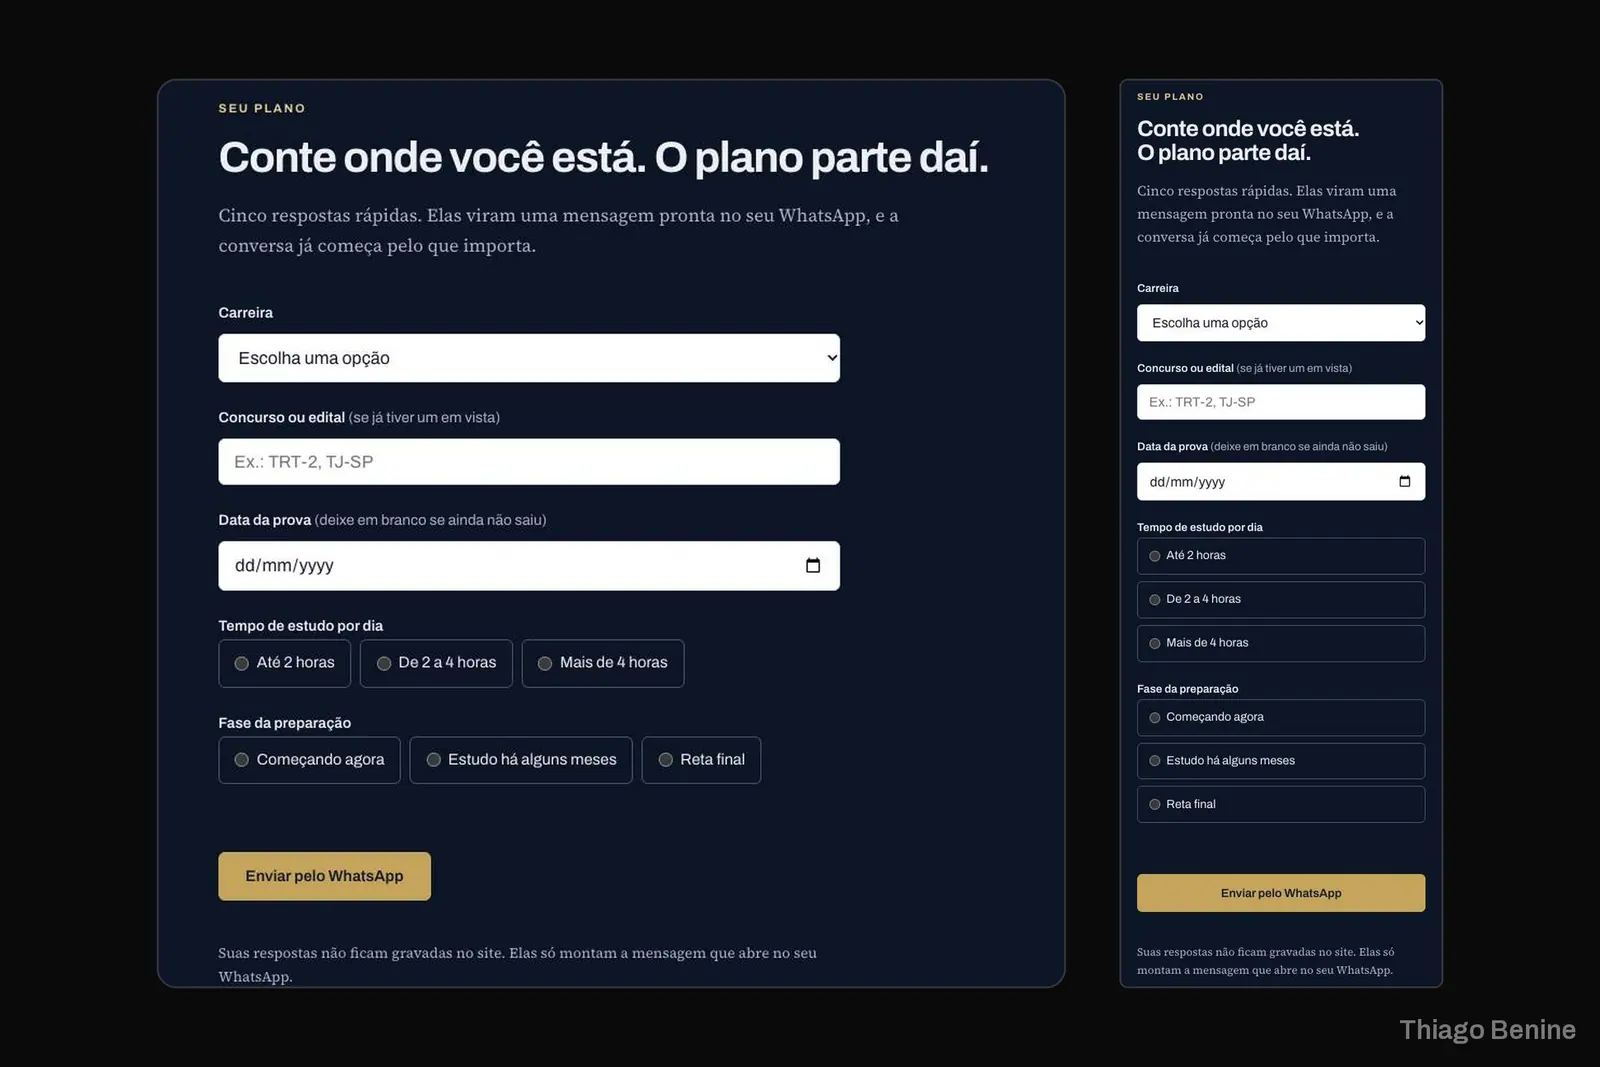 SEU PLANO
Conte onde você está. O plano parte daí.
Cinco respostas rápidas. Elas viram uma mensagem pronta no seu WhatsApp, e a
conversa já começa pelo que importa.
Carreira
Escolha uma opção
Concurso ou edital (se já tiver um em vista)
Ex.: TRT-2, TJ-SP
Data da prova (deixe em branco se ainda não saiu)
dd/mm/yyyy
Tempo de estudo por dia
Até 2 horas De 2 a 4 horas Mais de 4 horas
Fase da preparação
Começando agora Estudo há alguns meses Reta final
Enviar pelo WhatsApp
Suas respostas não ficam gravadas no site. Elas só montam a mensagem que abre no seu
WhatsApp.
SEU PLANO
Conte onde você está.
O plano parte daí.
Cinco respostas rápidas. Elas viram uma
mensagem pronta no seu WhatsApp, e a
conversa já começa pelo que importa.
Carreira
Escolha uma opção
Concurso ou edital (se já tiver um em vista)
Ex.: TRT-2, TJ-SP
Data da prova (deixe em branco se ainda não saiu)
dd/mm/yyyy
Tempo de estudo por dia
Até 2 horas
De 2 a 4 horas
Mais de 4 horas
Fase da preparação
Começando agora
Estudo há alguns meses
Reta final
Enviar pelo WhatsApp
Suas respostas não ficam gravadas no site. Elas só
montam a mensagem que abre no seu WhatsApp.
Thiago Benine